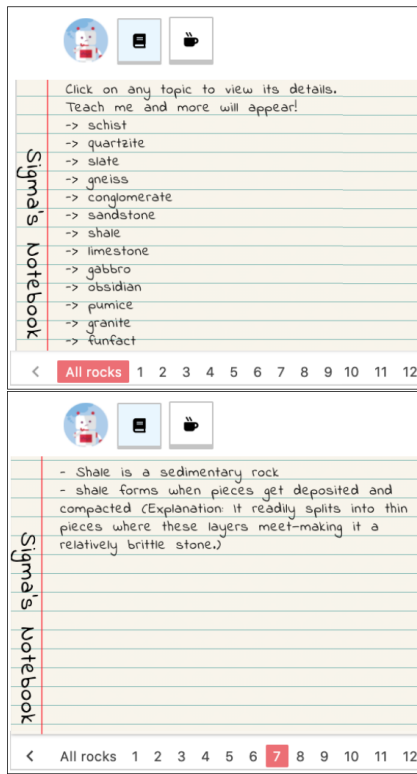 Click on any topic to view its details.
Teach me and more will appear!
-> schist
-> quartzite
-> slate
-> gneiss
-> conglomerate
-> sandstone
-> shale
-> limestone
-> gabbro
-> obsidian
-> pumice
-> granite
-> funfact
Sigma's Notebook
< All rocks 1 2 3 4 5 6 7 8 9 10 11 12
- Shale is a sedimentary rock
- shale forms when pieces get deposited and
compacted (Explanation: It readily splits into thin
pieces where these layers meet—making it a
relatively brittle stone.)
Sigma's Notebook
< All rocks 1 2 3 4 5 6 7 8 9 10 11 12